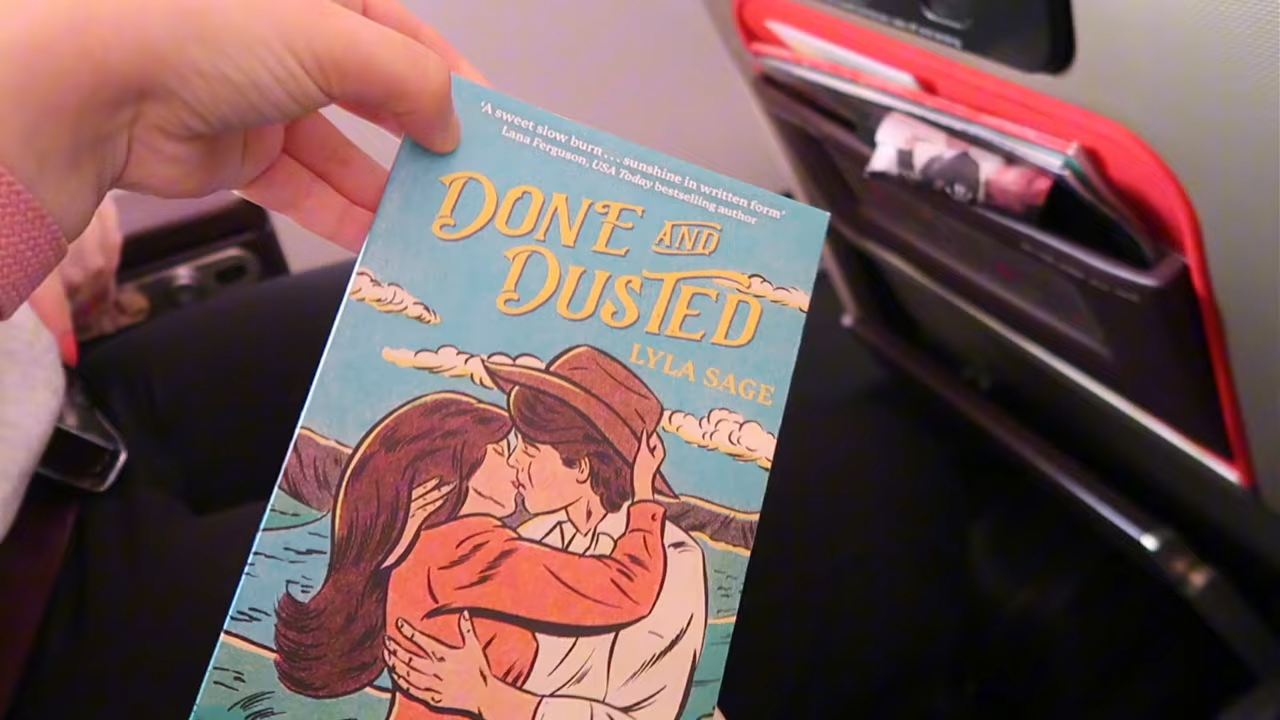 'A sweet slow burn... sunshine in written form'
Lana Ferguson, USA Today bestselling author
DONE AND
DUSTED
LYLA SAGE